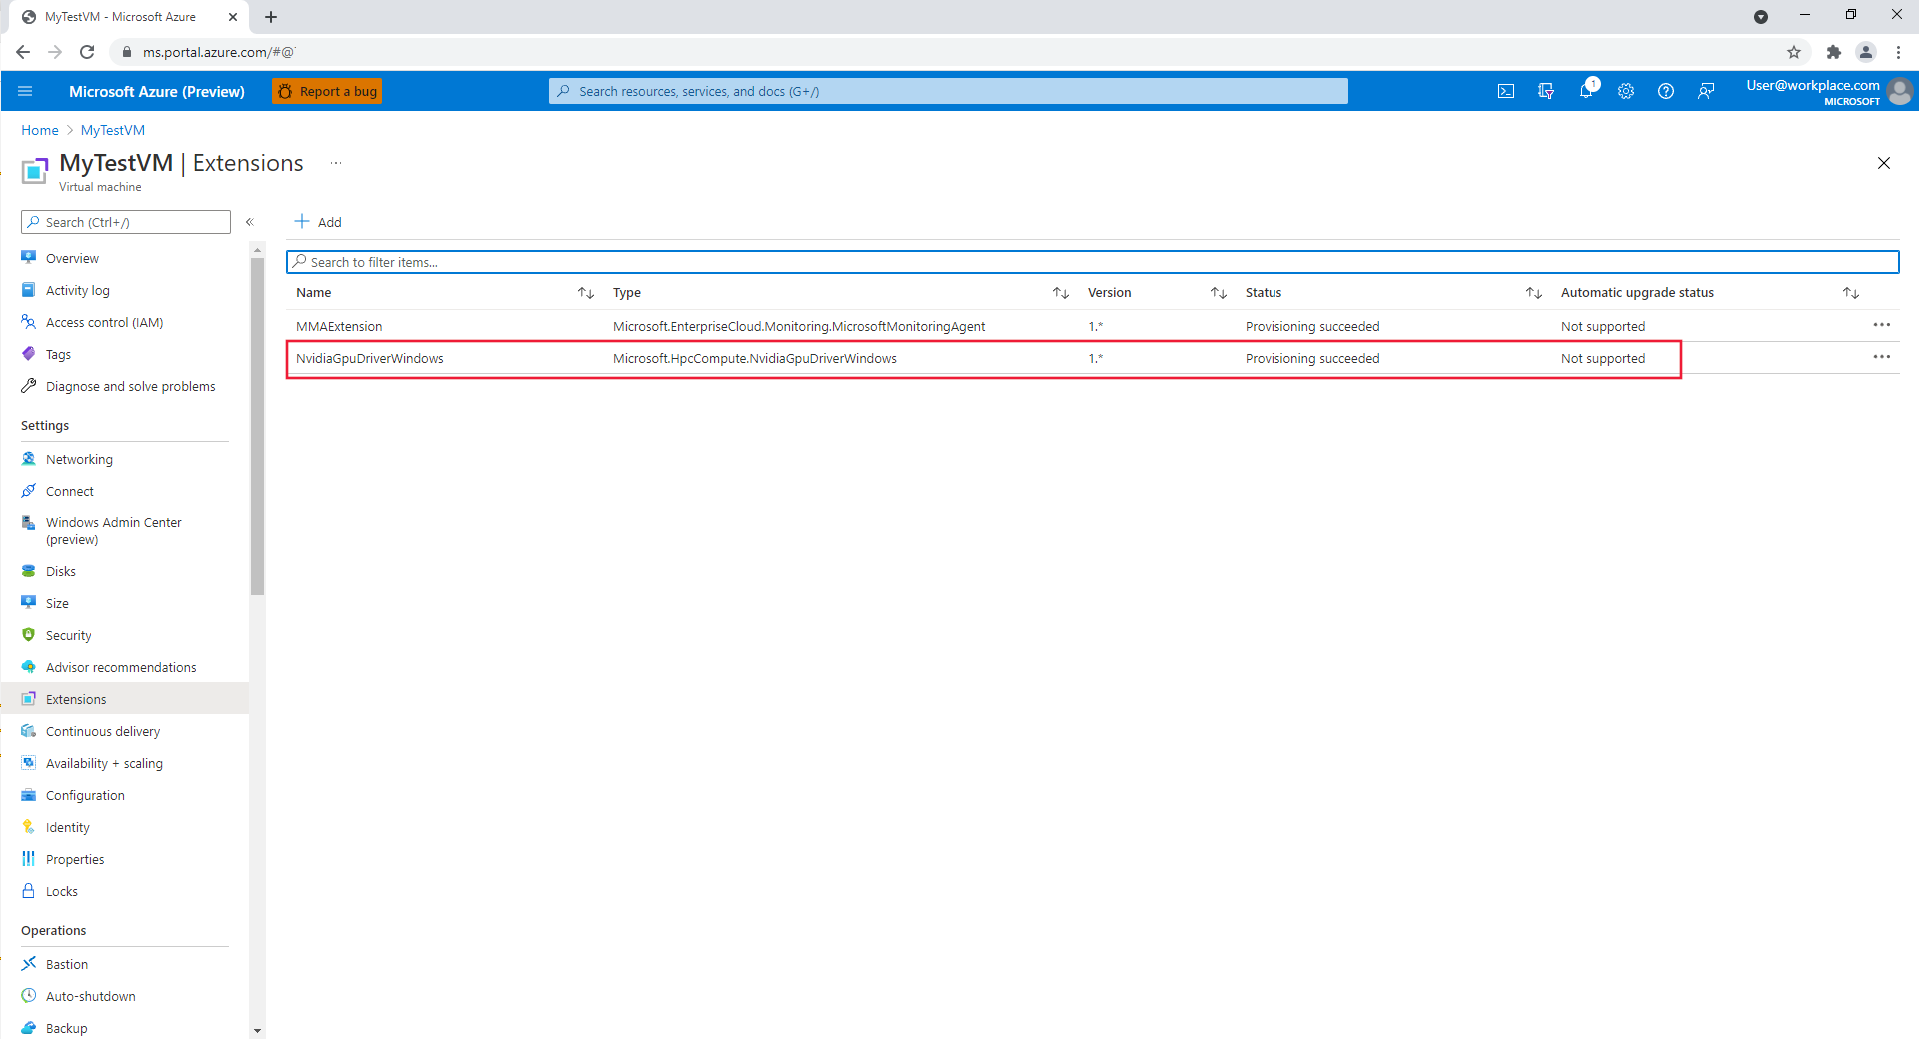 MyTestVM - Microsoft Azure
ms.portal.azure.com/#@
Microsoft Azure (Preview)
Report a bug
Search resources, services, and docs (G+/)
1
User@workplace.com
MICROSOFT
Home > MyTestVM
MyTestVM | Extensions ...
Virtual machine
Search (Ctrl+/)
«
Add
Search to filter items...
Name Type Version Status Automatic upgrade status
MMAExtension Microsoft.EnterpriseCloud.Monitoring.MicrosoftMonitoringAgent 1.* Provisioning succeeded Not supported
NvidiaGpuDriverWindows Microsoft.HpcCompute.NvidiaGpuDriverWindows 1.* Provisioning succeeded Not supported
Overview
Activity log
Access control (IAM)
Tags
Diagnose and solve problems
Settings
Networking
Connect
Windows Admin Center
(preview)
Disks
Size
Security
Advisor recommendations
Extensions
Continuous delivery
Availability + scaling
Configuration
Identity
Properties
Locks
Operations
Bastion
Auto-shutdown
Backup